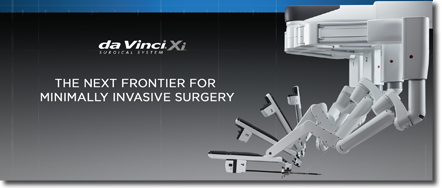 da Vinci Xi
SURGICAL SYSTEM
THE NEXT FRONTIER FOR
MINIMALLY INVASIVE SURGERY